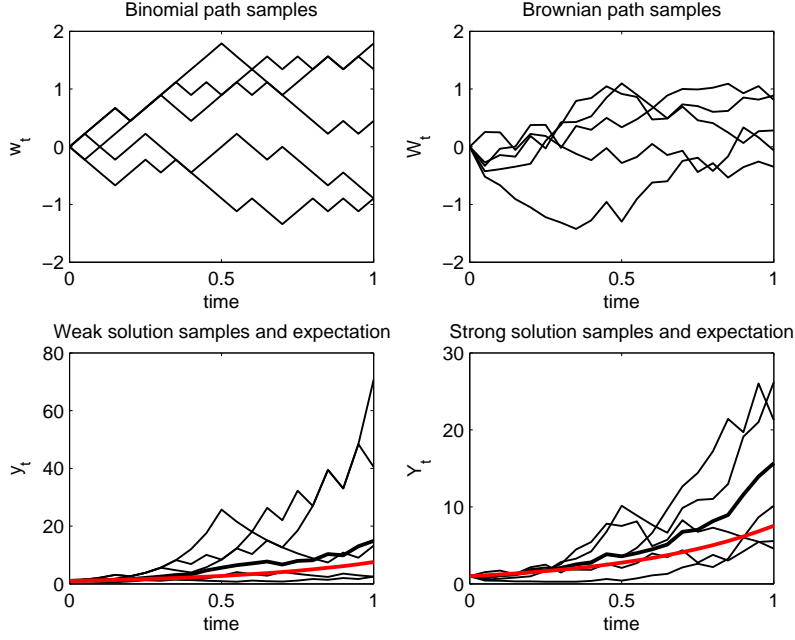 Binomial path samples
2
1
0
−1
−2
w_t
0
0.5
1
time
Brownian path samples
2
1
0
−1
−2
W_t
0
0.5
1
time
Weak solution samples and expectation
80
60
40
20
0
y_t
0
0.5
1
time
Strong solution samples and expectation
30
20
10
0
Y_t
0
0.5
1
time